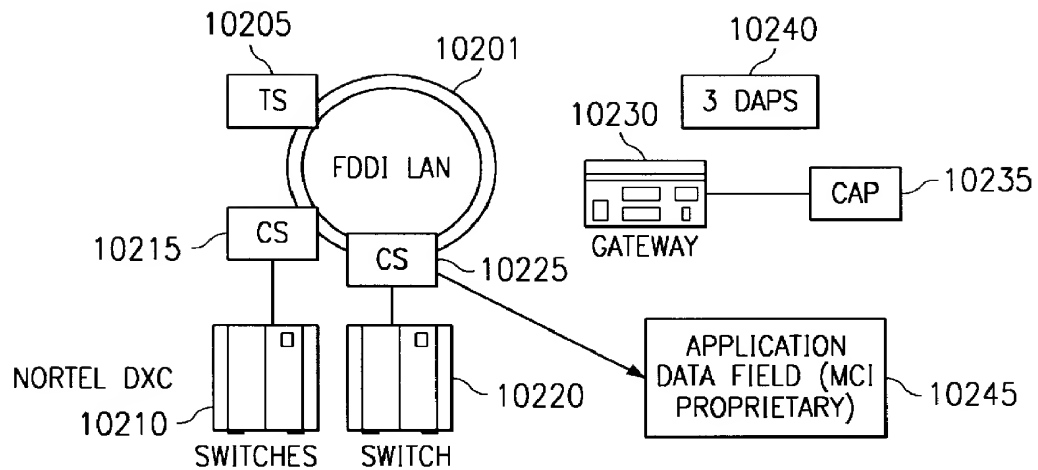 10205
10201
10240
TS
3 DAPS
10230
FDDI LAN
CAP
10235
10215
CS
GATEWAY
CS
10225
NORTEL DXC
10210
10220
APPLICATION
DATA FIELD (MCI
PROPRIETARY)
10245
SWITCHES
SWITCH